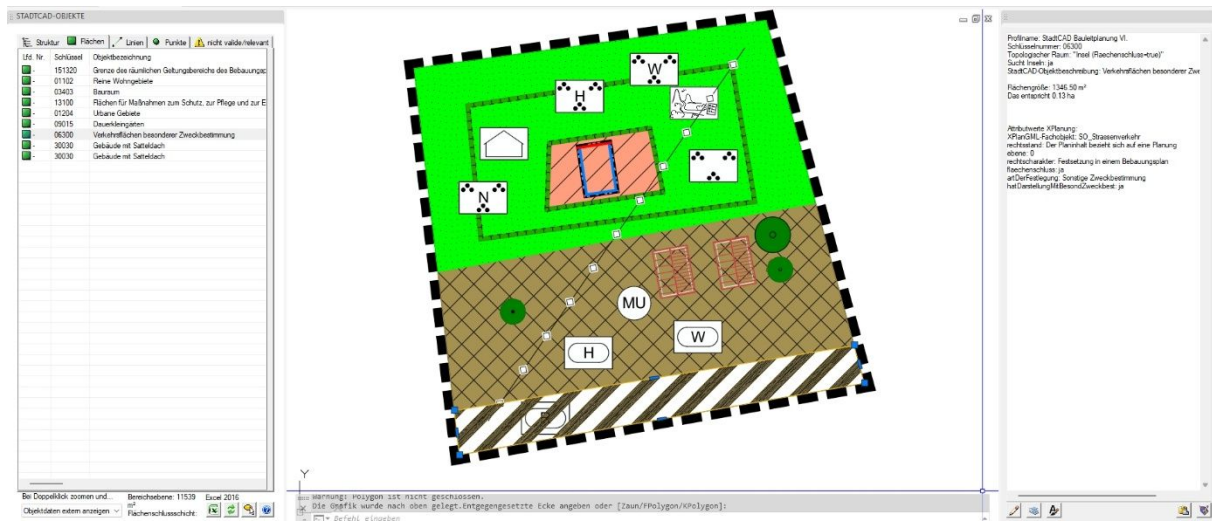 STADTCAD-OBJEKTE
Struktur Flächen Linien Punkte nicht valide/relevant
Lfd. Nr. Schlüssel Objektbezeichnung
- 151320 Grenze des räumlichen Geltungsbereichs des Bebauungsp
- 01102 Reine Wohngebiete
- 03403 Bauraum
- 13100 Flächen für Maßnahmen zum Schutz, zur Pflege und zur E
- 01204 Urbane Gebiete
- 09015 Dauerkleingärten
- 06300 Verkehrsflächen besonderer Zweckbestimmung
- 30030 Gebäude mit Satteldach
- 30030 Gebäude mit Satteldach
Bei Doppelklick zoomen und...
Objektdaten extern anzeigen
Bereichsebene: 11539
m²
Flächenschlussschicht:
Excel 2016
W
H
N
MU
W
H
Y
Warnung! Polygon ist nicht geschlossen.
Die Grafik wurde nach oben gelegt.Entgegengesetzte Ecke angeben oder [Zaun/FPolygon/KPolygon]:
Befehl eingeben
Profilname: StadtCAD Bauleitplanung VI.
Schlüsselnummer: 06300
Topologischer Raum: "Insel (Flaechenschluss=true)"
Sucht Inseln: ja
StadtCAD-Objektbeschreibung: Verkehrsflächen besonderer Zwe
Flächengröße: 1346.50 m²
Das entspricht 0.13 ha
Attributwerte XPlanung:
XPlanGML-Fachobjekt: SO_Strassenverkehr
rechtsstand: Der Planinhalt bezieht sich auf eine Planung
ebene: 0
rechtscharakter: Festsetzung in einem Bebauungsplan
flaechenschluss: ja
artDerFestlegung: Sonstige Zweckbestimmung
hatDarstellungMitBesondZweckbest: ja